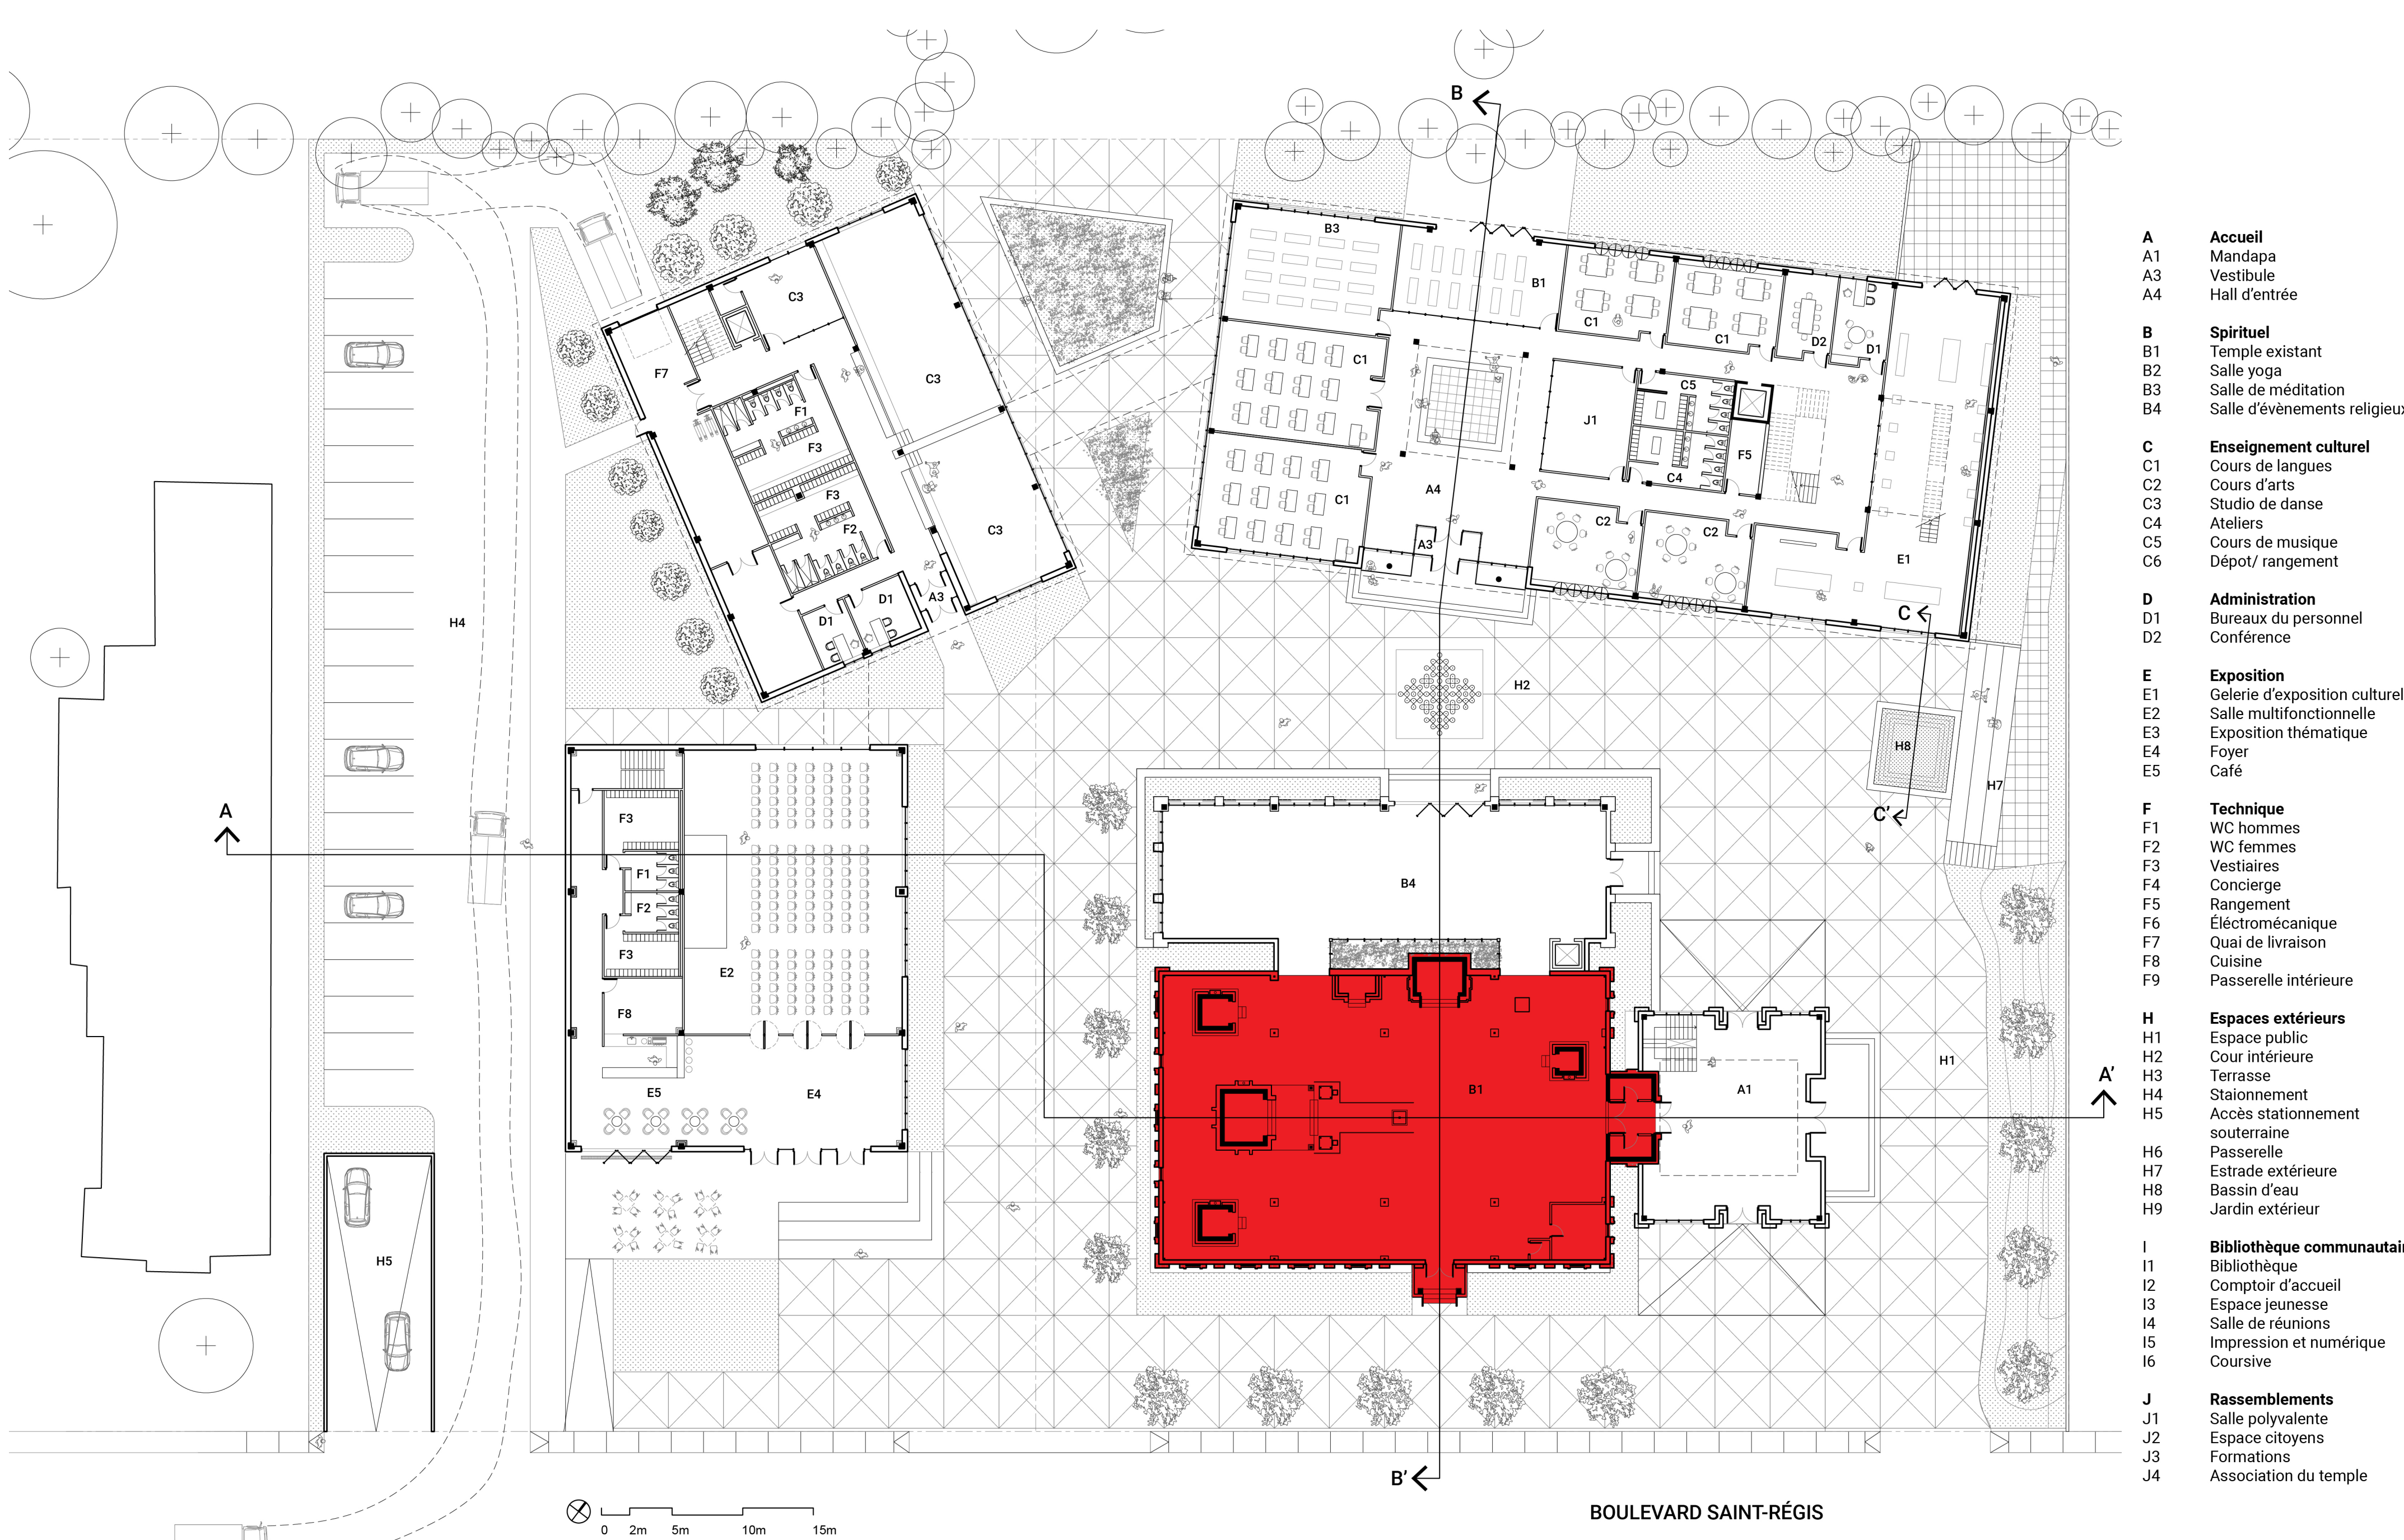 B
B3
B1
C1
C1
D2
D1
C3
C3
F7
F1
F3
F3
F2
C3
D1
D1
A3
C1
C1
A4
A3
J1
C5
C4
F5
C2
C2
E1
C
H4
H2
H8
C’
H7
A
F3
F1
F2
F3
E2
F8
E5
E4
B4
B1
A1
H1
A’
H5
B’
0 2m 5m 10m 15m
BOULEVARD SAINT-RÉGIS
A Accueil
A1 Mandapa
A3 Vestibule
A4 Hall d’entrée
B Spirituel
B1 Temple existant
B2 Salle yoga
B3 Salle de méditation
B4 Salle d’évènements religieux
C Enseignement culturel
C1 Cours de langues
C2 Cours d’arts
C3 Studio de danse
C4 Ateliers
C5 Cours de musique
C6 Dépot/ rangement
D Administration
D1 Bureaux du personnel
D2 Conférence
E Exposition
E1 Gelerie d’exposition culturel
E2 Salle multifonctionnelle
E3 Exposition thématique
E4 Foyer
E5 Café
F Technique
F1 WC hommes
F2 WC femmes
F3 Vestiaires
F4 Concierge
F5 Rangement
F6 Éléctromécanique
F7 Quai de livraison
F8 Cuisine
F9 Passerelle intérieure
H Espaces extérieurs
H1 Espace public
H2 Cour intérieure
H3 Terrasse
H4 Staionnement
H5 Accès stationnement
souterraine
H6 Passerelle
H7 Estrade extérieure
H8 Bassin d’eau
H9 Jardin extérieur
I Bibliothèque communautai
I1 Bibliothèque
I2 Comptoir d’accueil
I3 Espace jeunesse
I4 Salle de réunions
I5 Impression et numérique
I6 Coursive
J Rassemblements
J1 Salle polyvalente
J2 Espace citoyens
J3 Formations
J4 Association du temple